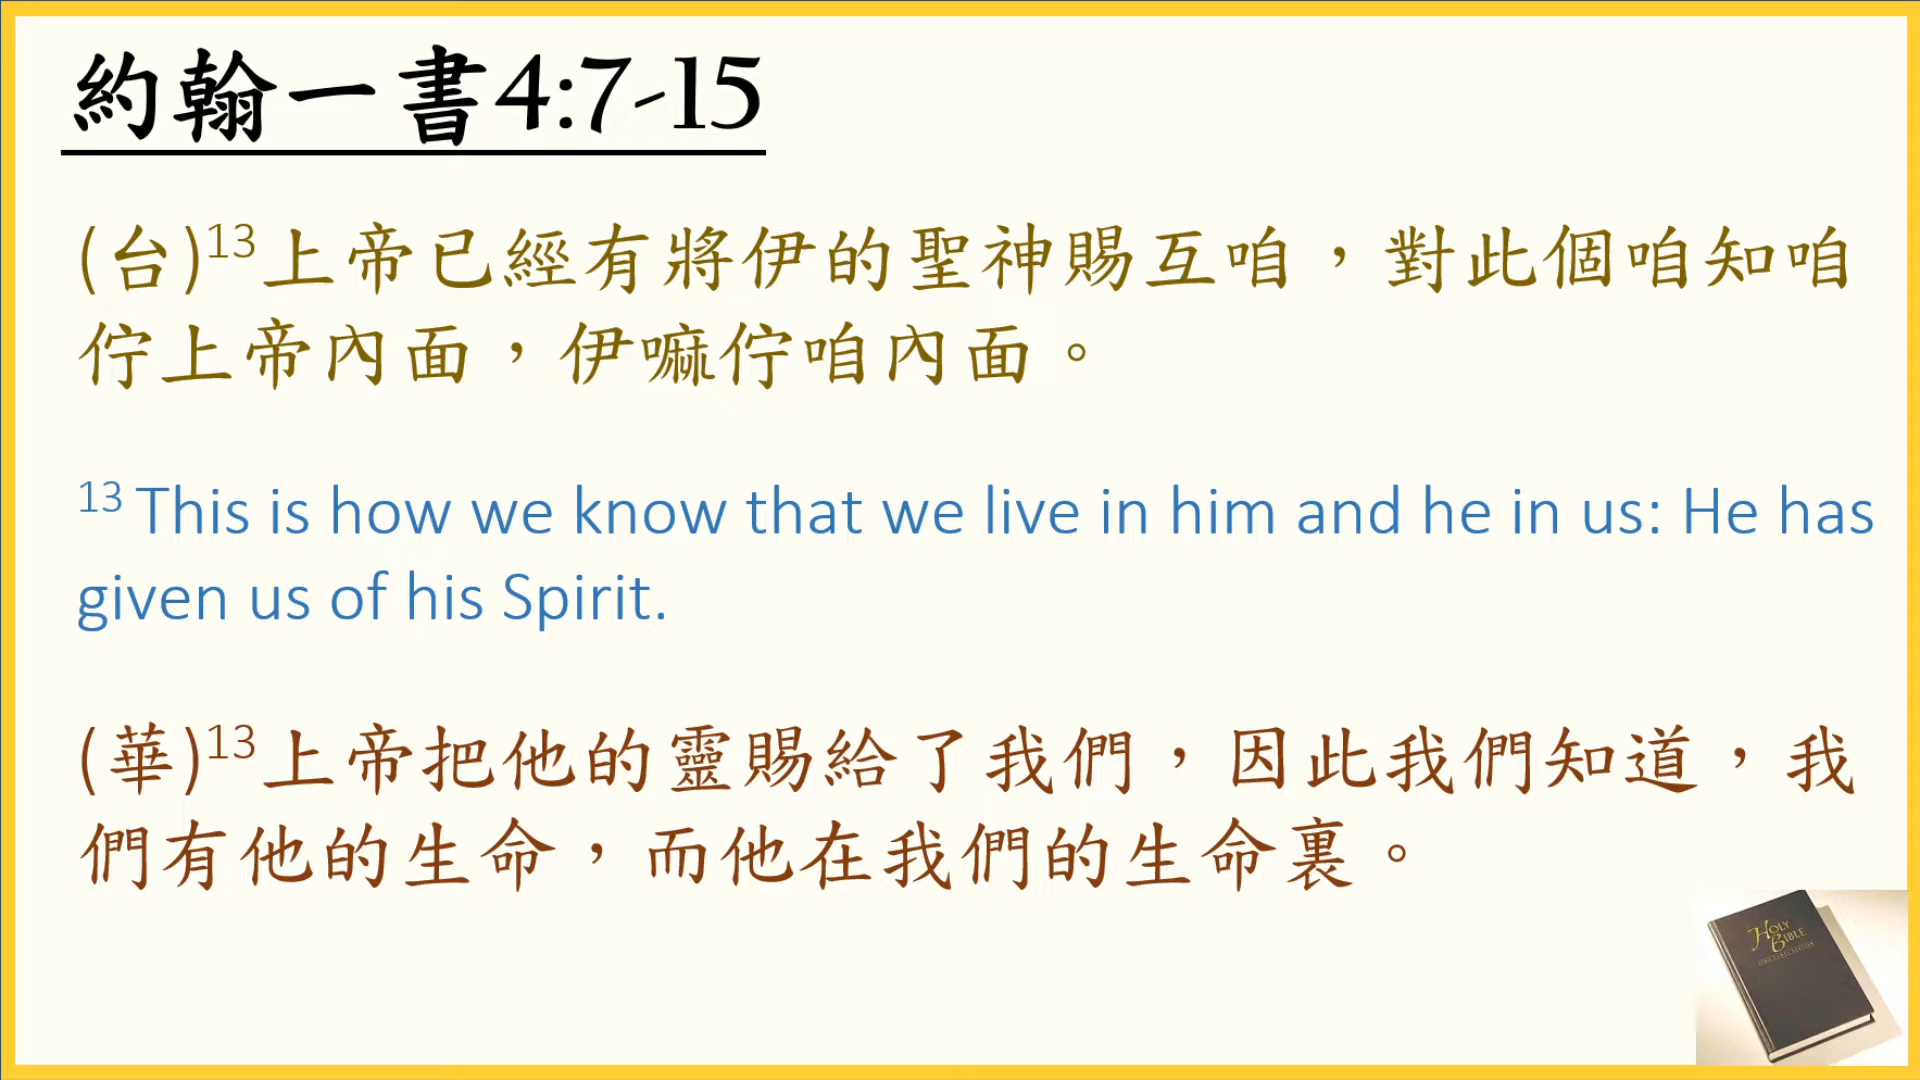 約翰一書4:7-15
(台)13上帝已經有將伊的聖神賜互咱，對此個咱知咱
佇上帝內面，伊嘛佇咱內面。
13 This is how we know that we live in him and he in us: He has
given us of his Spirit.
(華)13上帝把他的靈賜給了我們，因此我們知道，我
們有他的生命，而他在我們的生命裏。
HOLY
BIBLE